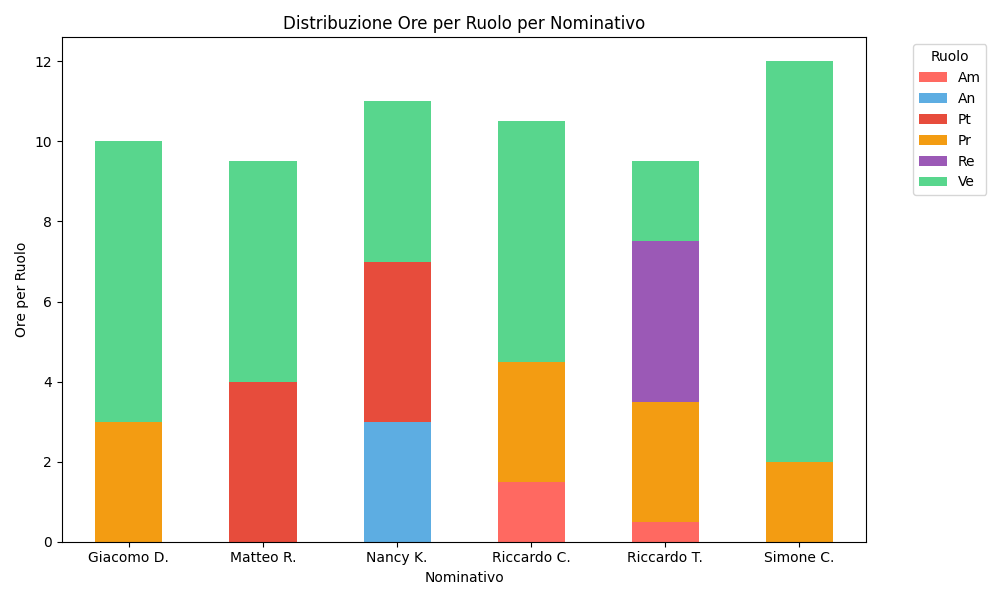 Distribuzione Ore per Ruolo per Nominativo
Ore per Ruolo
12
10
8
6
4
2
0
Giacomo D.
Matteo R.
Nancy K.
Riccardo C.
Riccardo T.
Simone C.
Nominativo
Ruolo
Am
An
Pt
Pr
Re
Ve